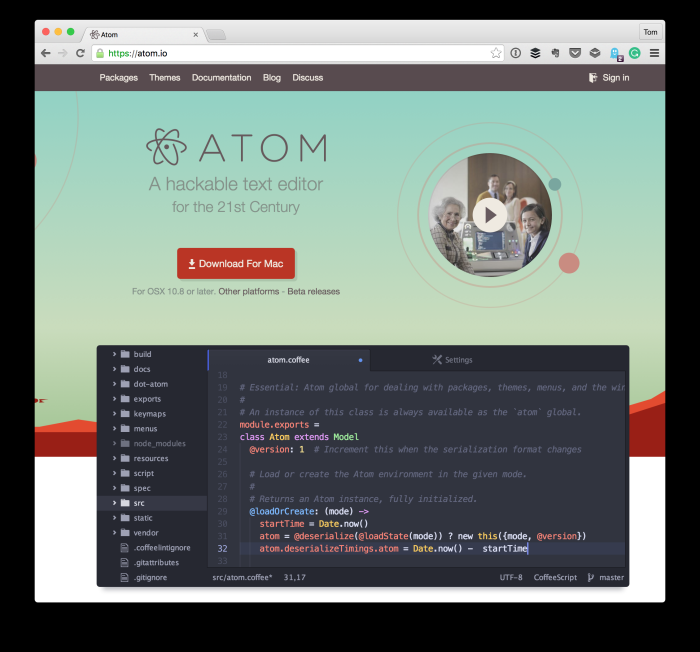 Atom
Tom
https://atom.io
Packages Themes Documentation Blog Discuss Sign in
ATOM
A hackable text editor
for the 21st Century
Download For Mac
For OSX 10.8 or later. Other platforms - Beta releases
build
docs
dot-atom
exports
keymaps
menus
node_modules
resources
script
spec
src
static
vendor
.coffeelintignore
.gitattributes
.gitignore
atom.coffee
Settings
18
19 # Essential: Atom global for dealing with packages, themes, menus, and the win
20 #
21 # An instance of this class is always available as the `atom` global.
22 module.exports =
23 class Atom extends Model
24 @version: 1 # Increment this when the serialization format changes
25
26 # Load or create the Atom environment in the given mode.
27 #
28 # Returns an Atom instance, fully initialized.
29 @loadOrCreate: (mode) ->
30 startTime = Date.now()
31 atom = @deserialize(@loadState(mode)) ? new this({mode, @version})
32 atom.deserializeTimings.atom = Date.now() - startTime
33
src/atom.coffee* 31,17 UTF-8 CoffeeScript master